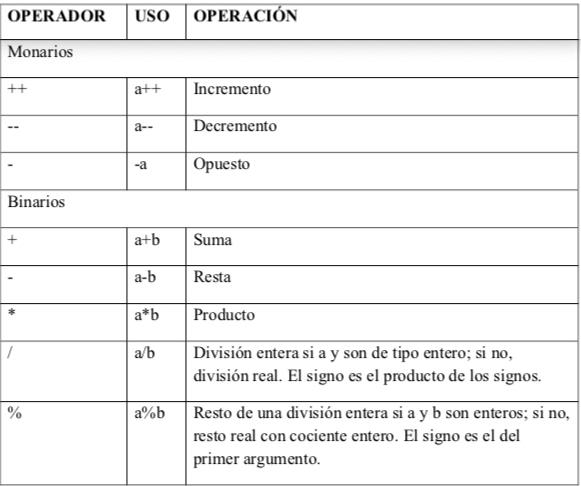 OPERADOR USO OPERACIÓN
Monarios
++ a++ Incremento
-- a-- Decremento
- -a Opuesto
Binarios
+ a+b Suma
- a-b Resta
* a*b Producto
/ a/b División entera si a y son de tipo entero; si no,
división real. El signo es el producto de los signos.
% a%b Resto de una división entera si a y b son enteros; si no,
resto real con cociente entero. El signo es el del
primer argumento.